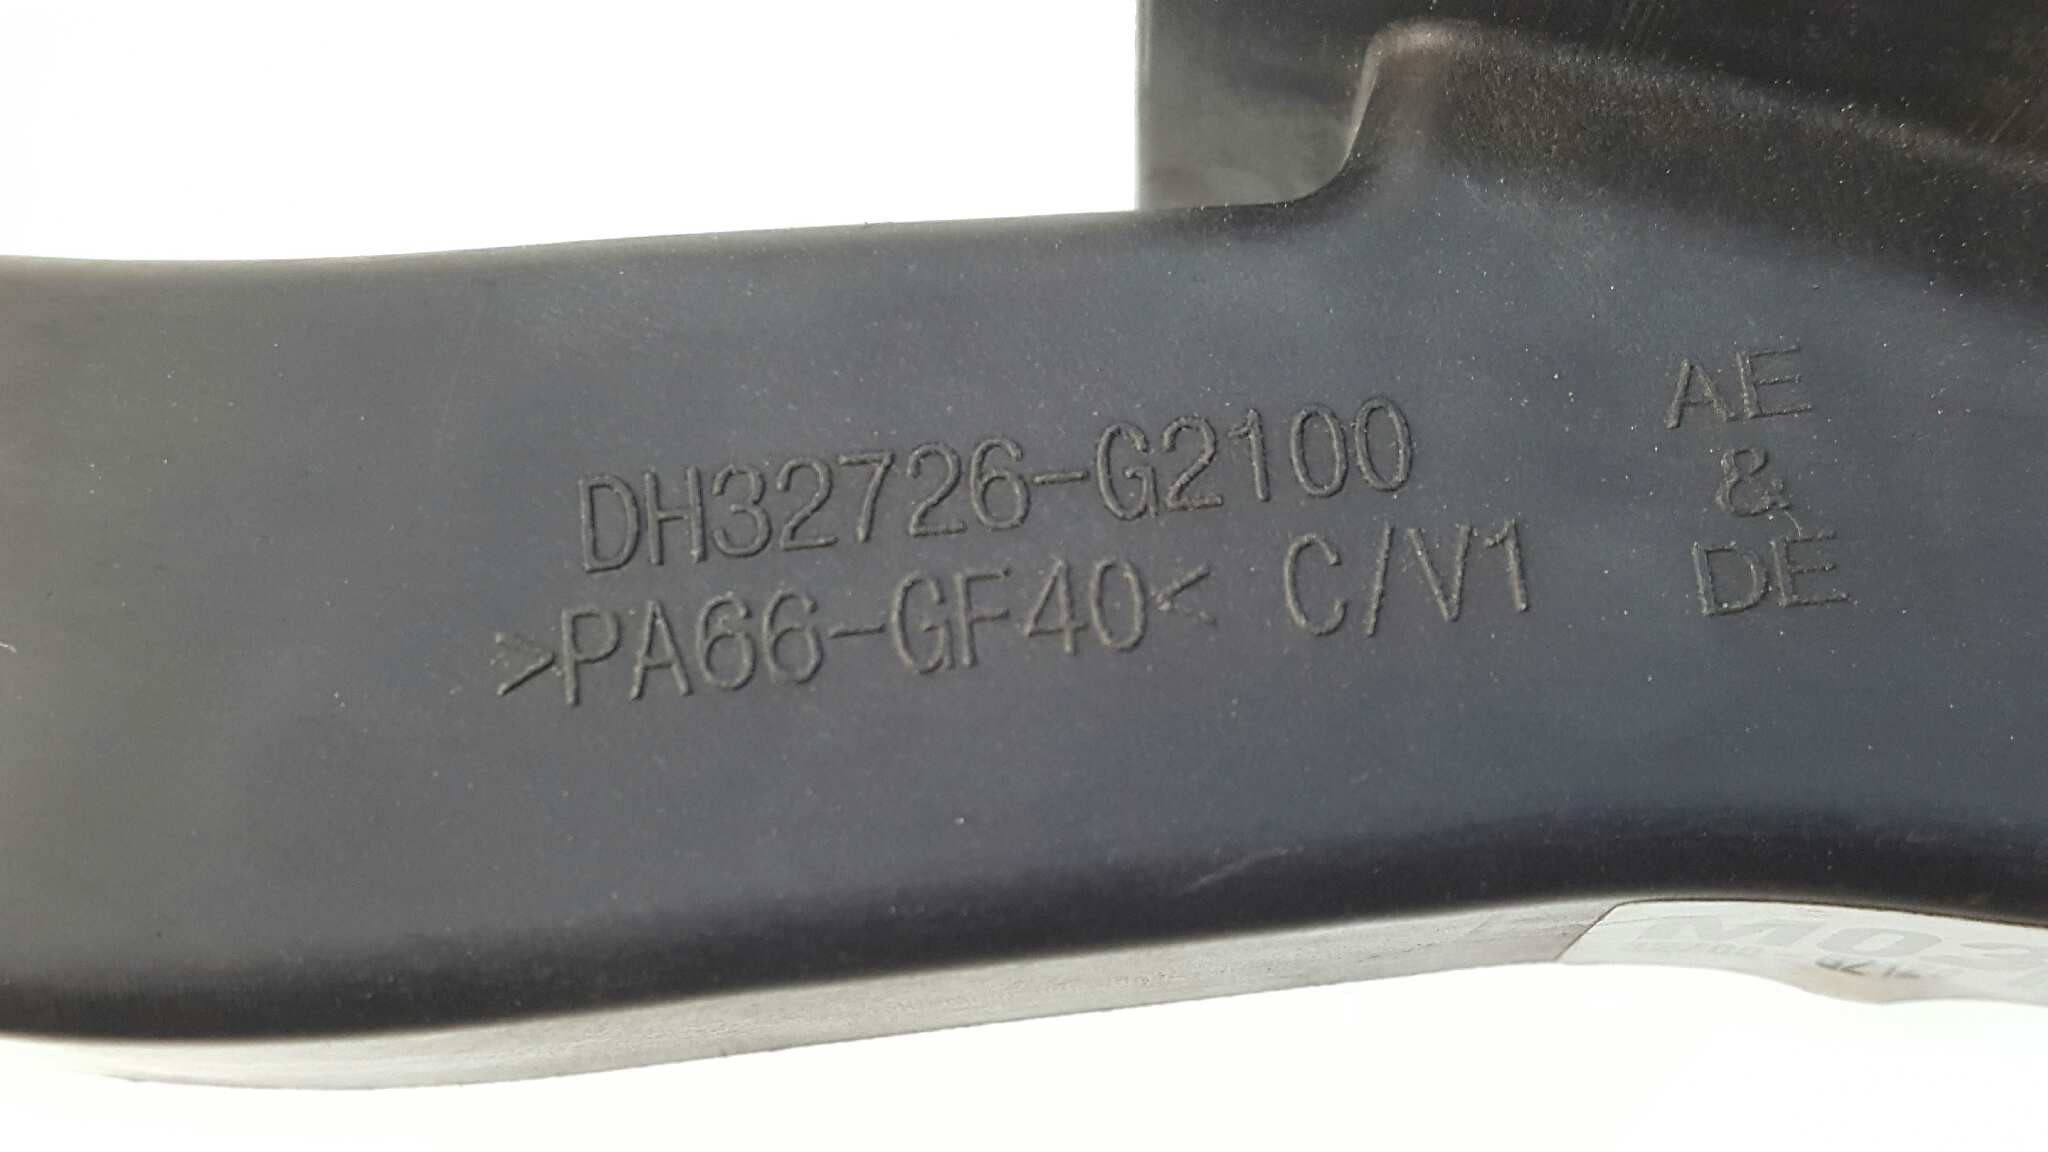 DH32726-G2100
>PA66-GF40< C/V1
AE
&
DE